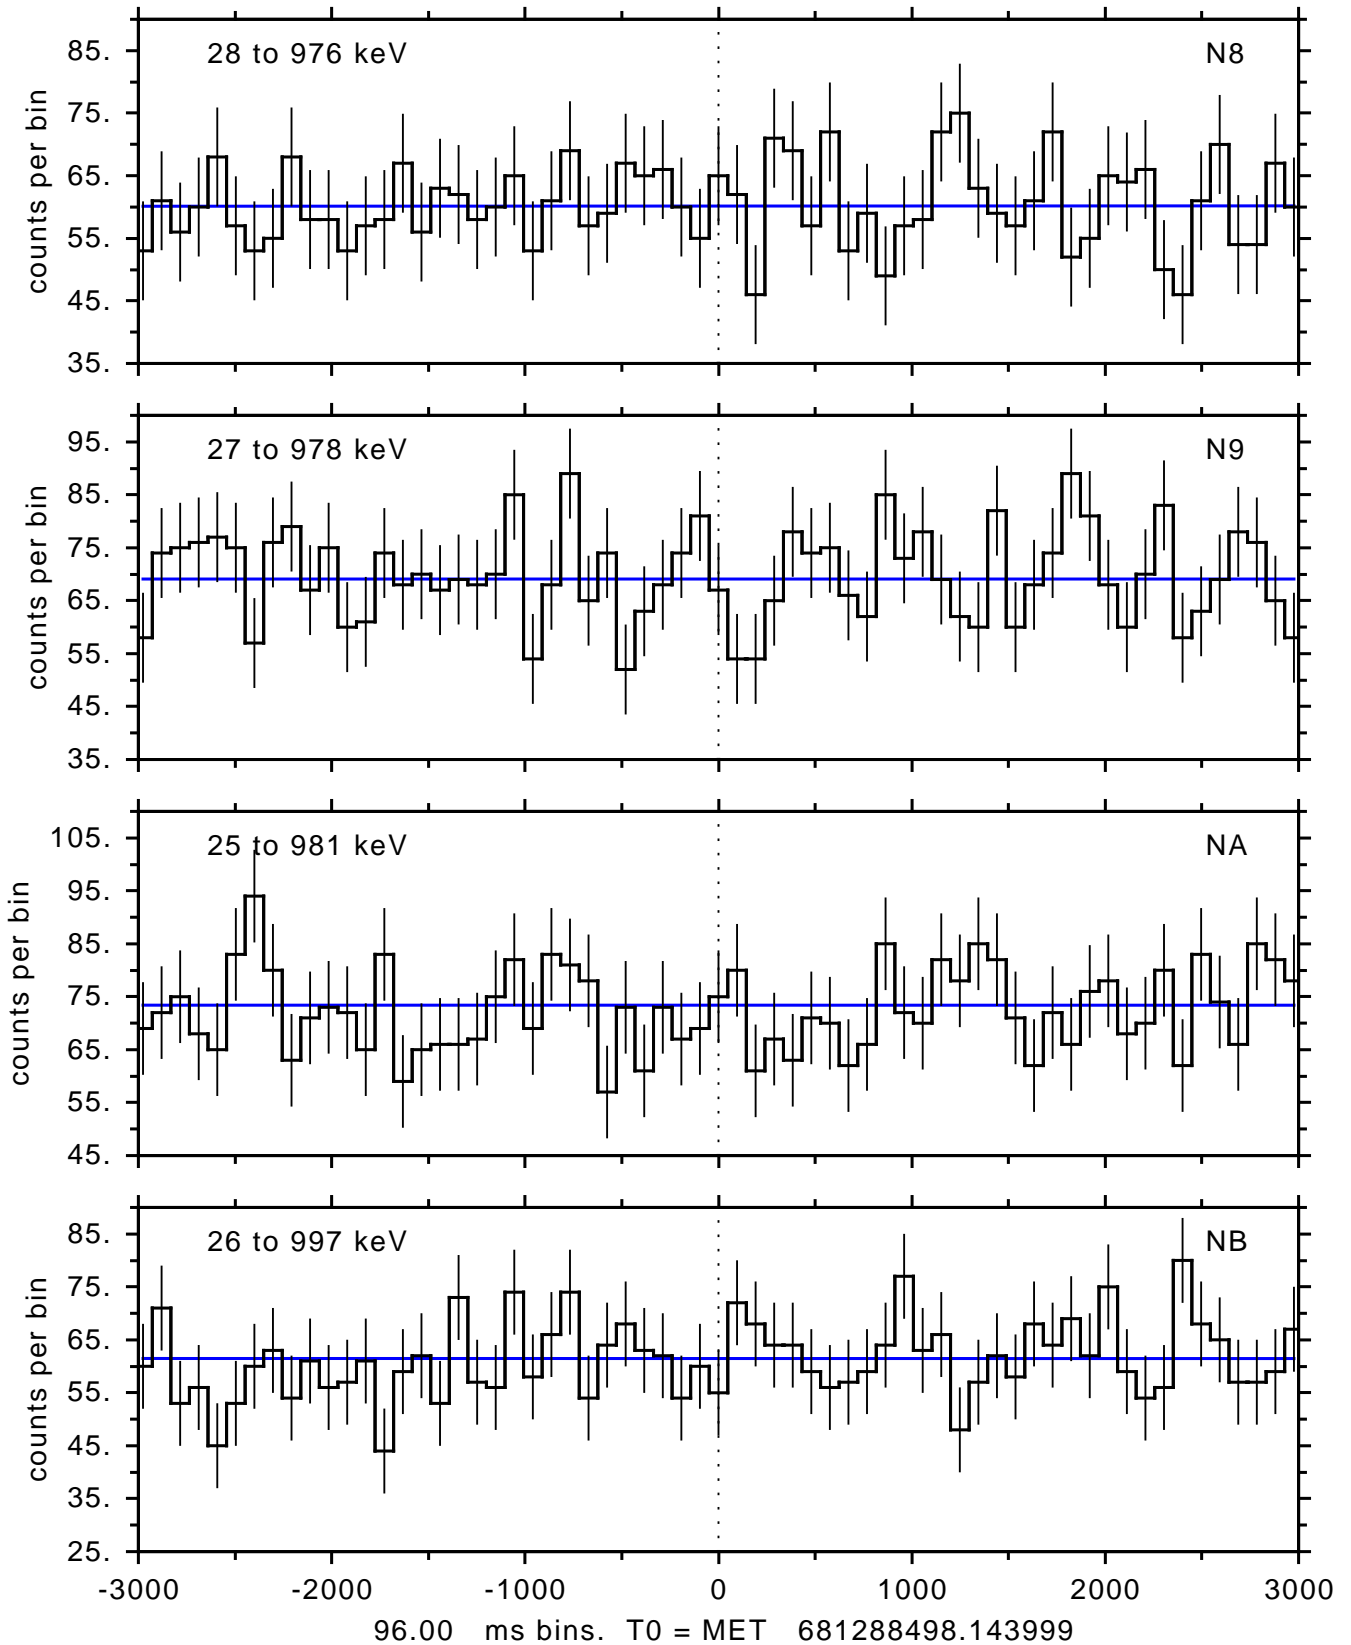 28 to 976 keV N8
85.
75.
65.
55.
45.
35.
counts per bin
27 to 978 keV N9
95.
85.
75.
65.
55.
45.
35.
counts per bin
25 to 981 keV NA
105.
95.
85.
75.
65.
55.
45.
counts per bin
26 to 997 keV NB
85.
75.
65.
55.
45.
35.
25.
counts per bin
-3000 -2000 -1000 0 1000 2000 3000
96.00 ms bins. T0 = MET 681288498.143999